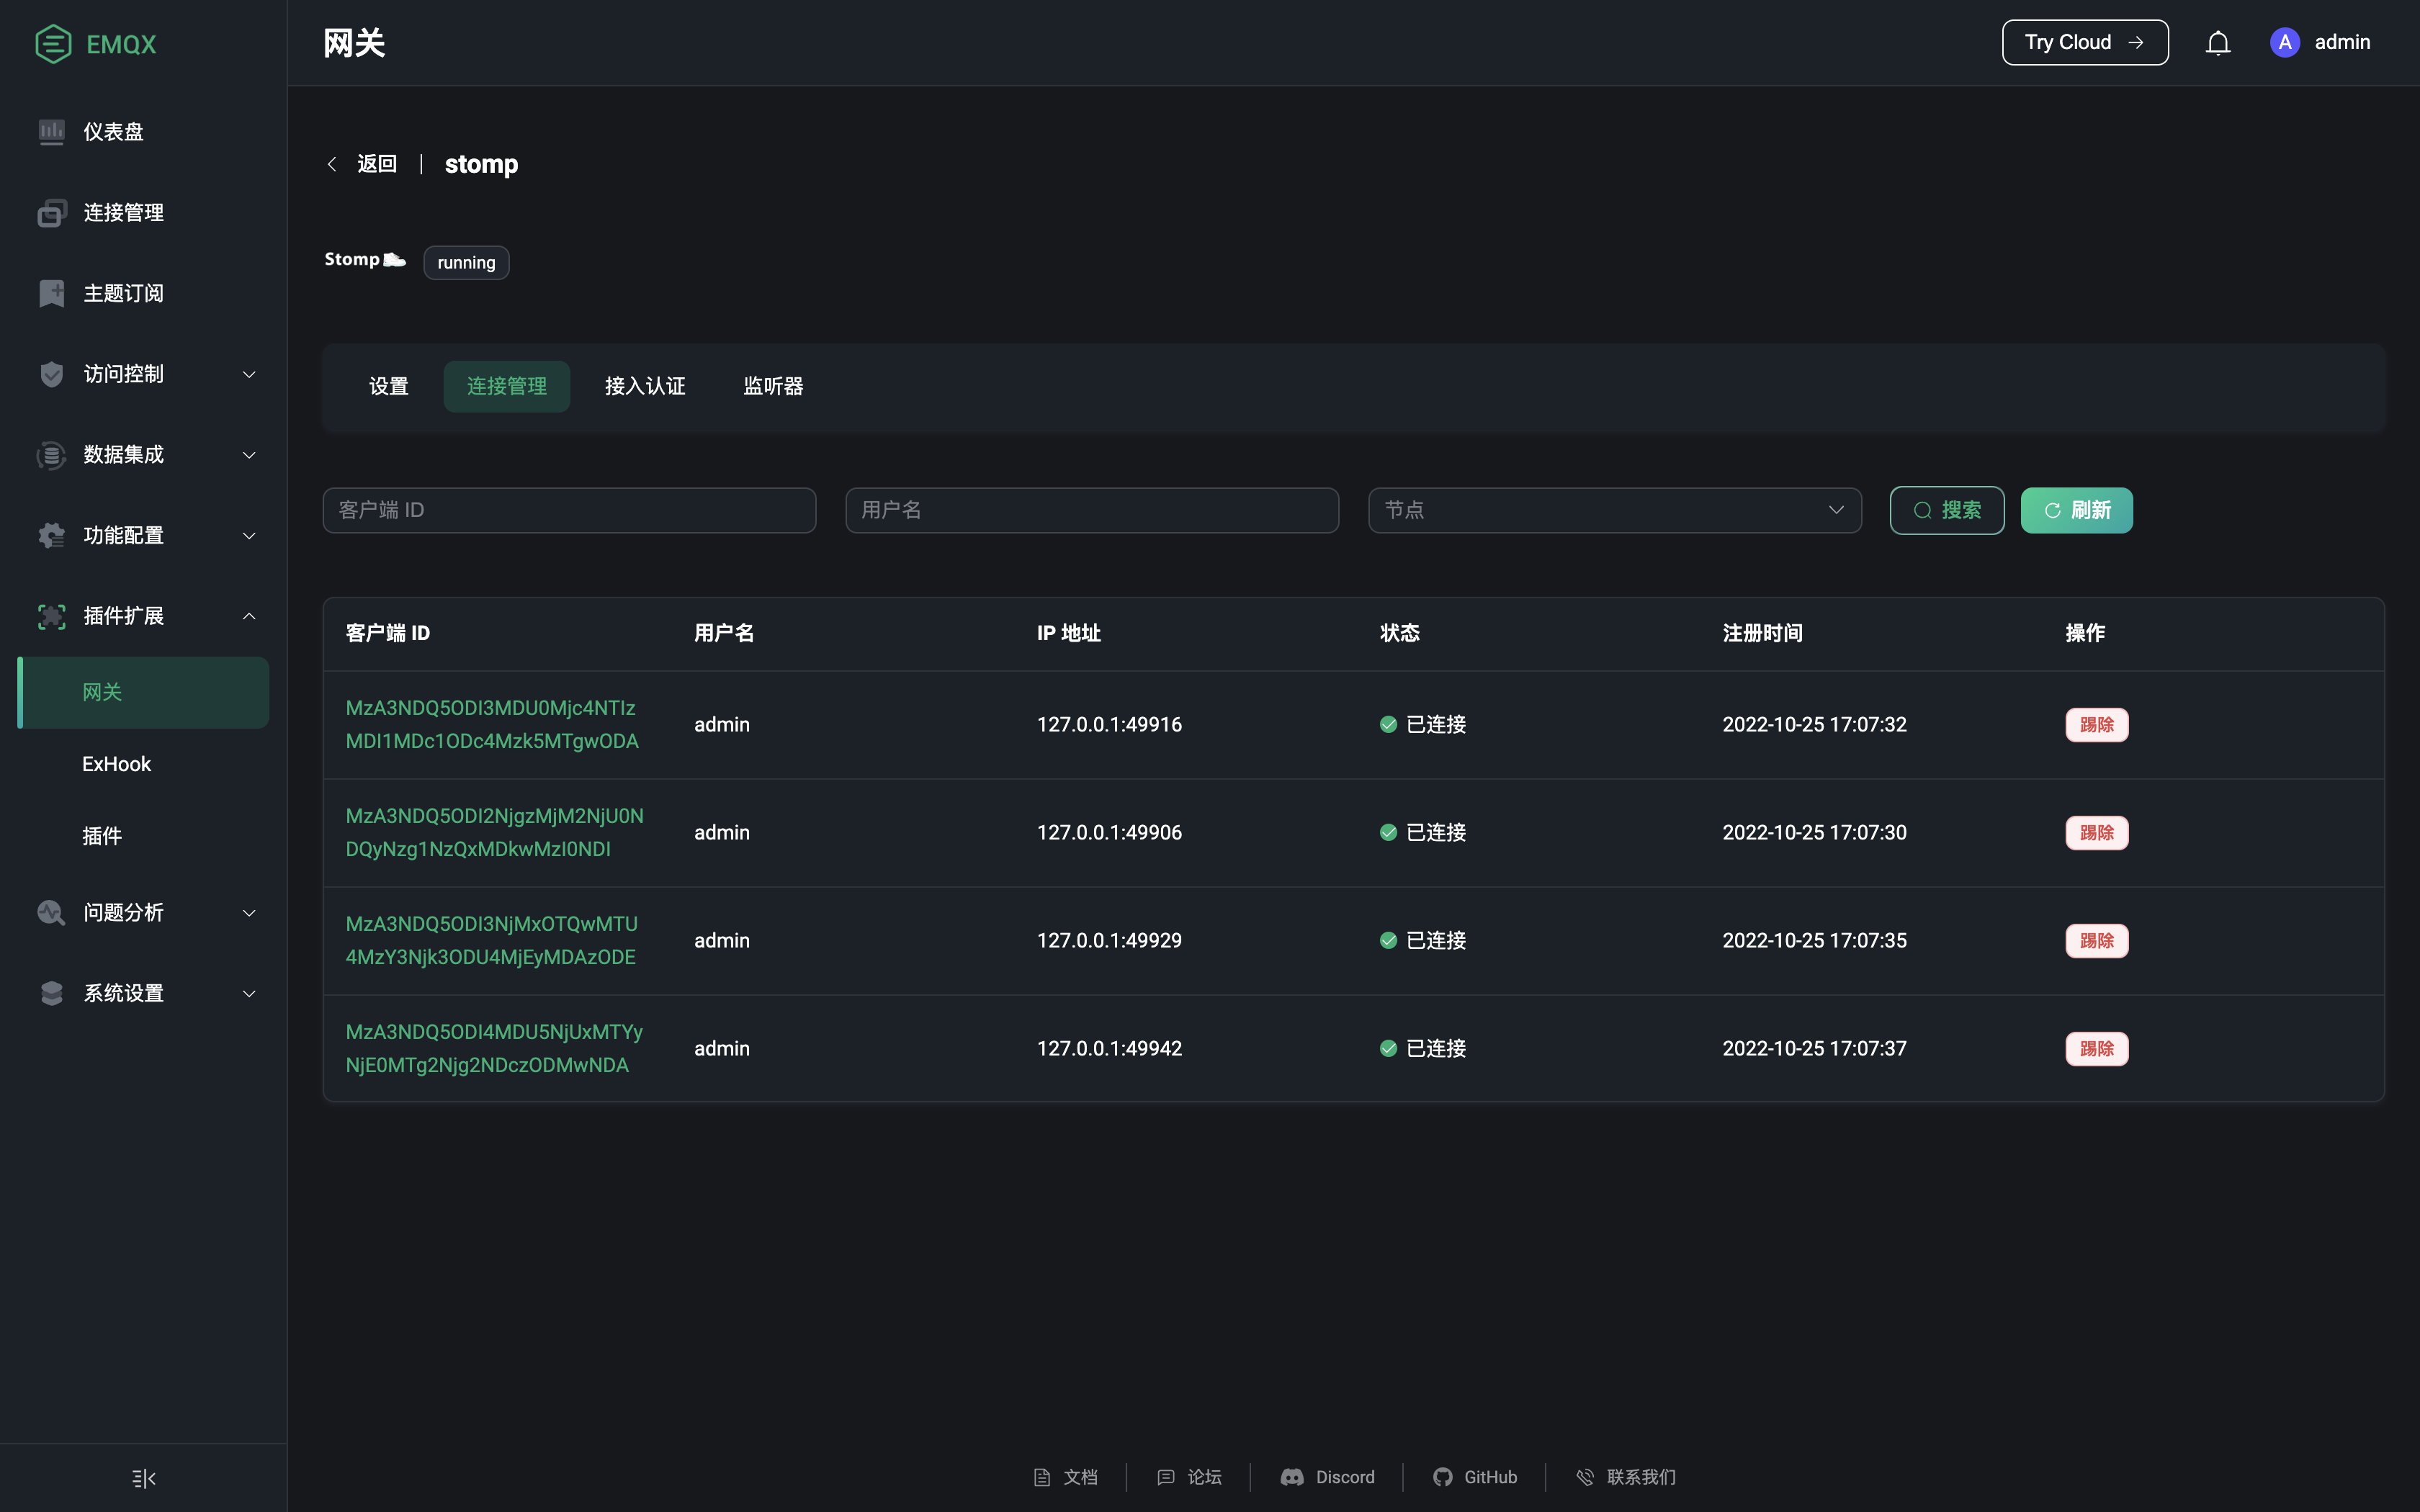 EMQX
网关
Try Cloud
A
admin
仪表盘
连接管理
主题订阅
访问控制
数据集成
功能配置
插件扩展
网关
ExHook
插件
问题分析
系统设置
返回
stomp
Stomp
running
设置
连接管理
接入认证
监听器
客户端 ID
用户名
节点
搜索
刷新
客户端 ID 用户名 IP 地址 状态 注册时间 操作
MzA3NDQ5ODI3MDU0Mjc4NTIz
MDI1MDc1ODc4Mzk5MTgwODA
admin 127.0.0.1:49916 已连接 2022-10-25 17:07:32 踢除
MzA3NDQ5ODI2NjgzMjM2NjU0N
DQyNzg1NzQxMDkwMzI0NDI
admin 127.0.0.1:49906 已连接 2022-10-25 17:07:30 踢除
MzA3NDQ5ODI3NjMxOTQwMTU
4MzY3Njk3ODU4MjEyMDAzODE
admin 127.0.0.1:49929 已连接 2022-10-25 17:07:35 踢除
MzA3NDQ5ODI4MDU5NjUxMTYy
NjE0MTg2Njg2NDczODMwNDA
admin 127.0.0.1:49942 已连接 2022-10-25 17:07:37 踢除
文档
论坛
Discord
GitHub
联系我们